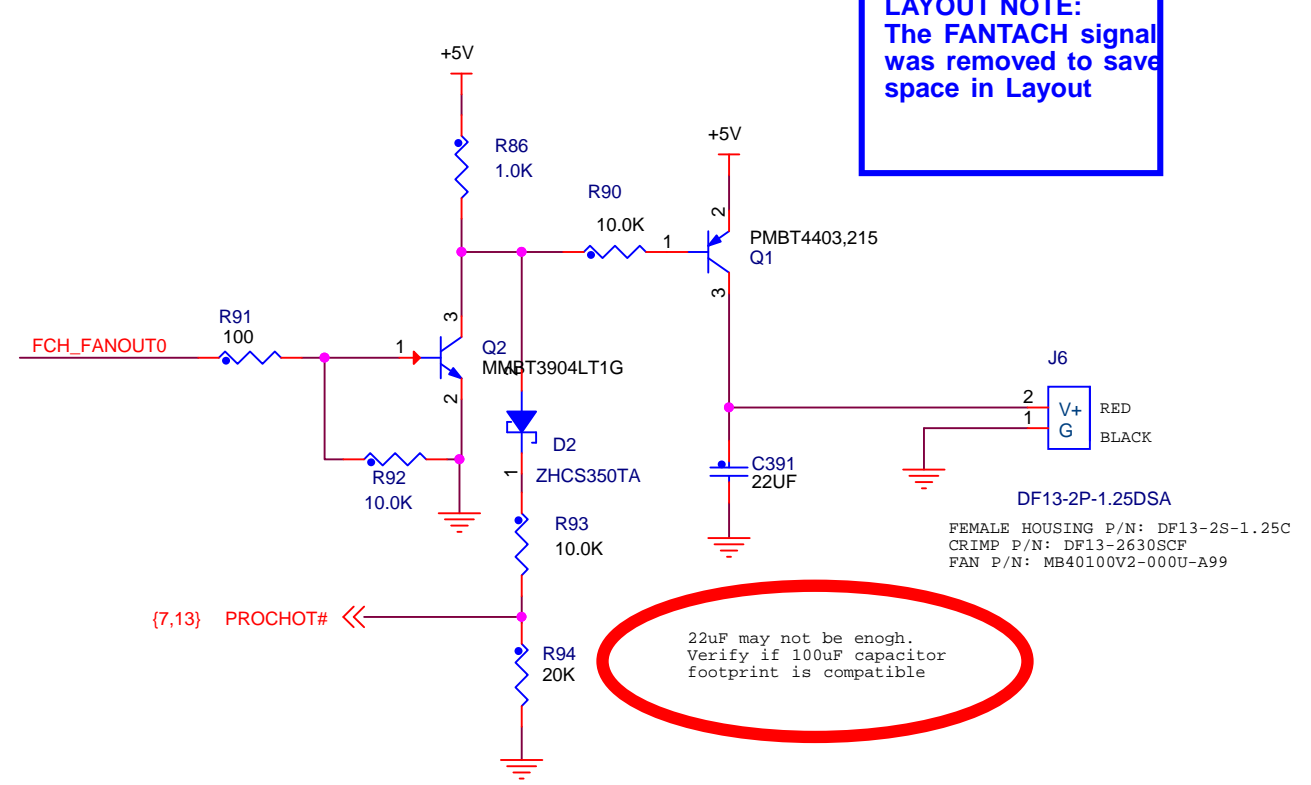 LAYOUT NOTE:
The FANTACH signal
was removed to save
space in Layout
+5V
R86
1.0K
+5V
R90
10.0K
1
2
PMBT4403,215
Q1
3
FCH_FANOUT0
R91
100
1
3
Q2
MMBT3904LT1G
2
2
R92
10.0K
D2
1
ZHCS350TA
C391
22UF
J6
2
V+
RED
1
G
BLACK
DF13-2P-1.25DSA
FEMALE HOUSING P/N: DF13-2S-1.25C
CRIMP P/N: DF13-2630SCF
FAN P/N: MB40100V2-000U-A99
R93
10.0K
{7,13} PROCHOT#
R94
20K
22uF may not be enogh.
Verify if 100uF capacitor
footprint is compatible